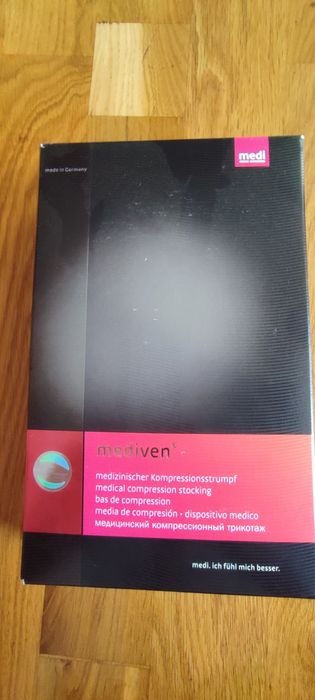 medi
made in Germany
mediven®
medizinischer Kompressionsstrumpf
medical compression stocking
bas de compression
media de compresión · dispositivo medico
медицинский компрессионный трикотаж
medi. ich fühl mich besser.